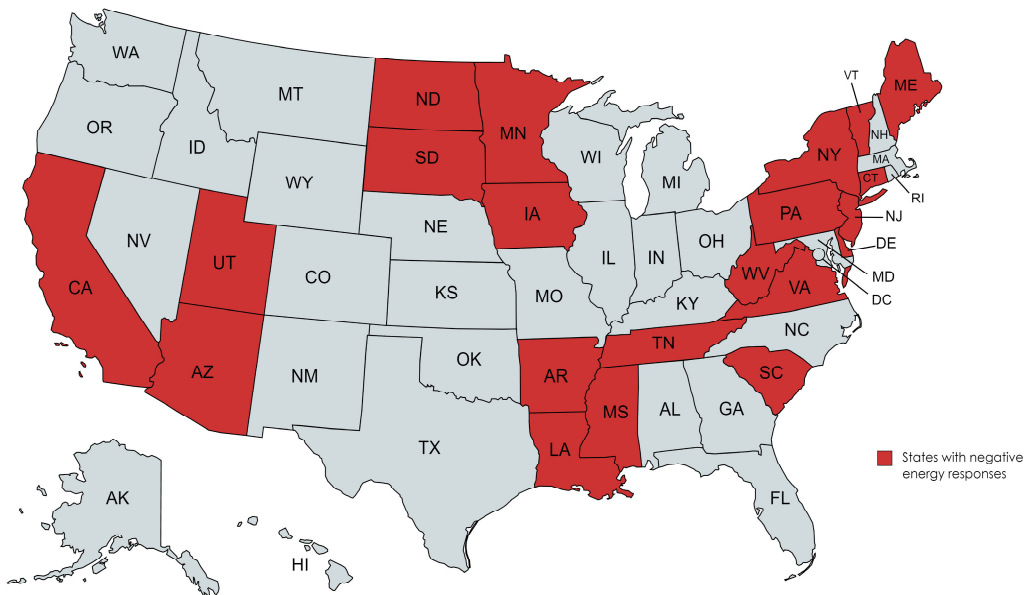 WA
MT
ND
MN
VT
ME
OR
ID
SD
WI
NY
NH
MA
WY
MI
CT
RI
IA
PA
NJ
NE
NV
OH
DE
UT
IL
IN
CO
WV
MD
CA
KS
MO
VA
DC
KY
NC
TN
OK
AZ
NM
AR
SC
MS
AL
GA
TX
LA
States with negative
energy responses
AK
FL
HI